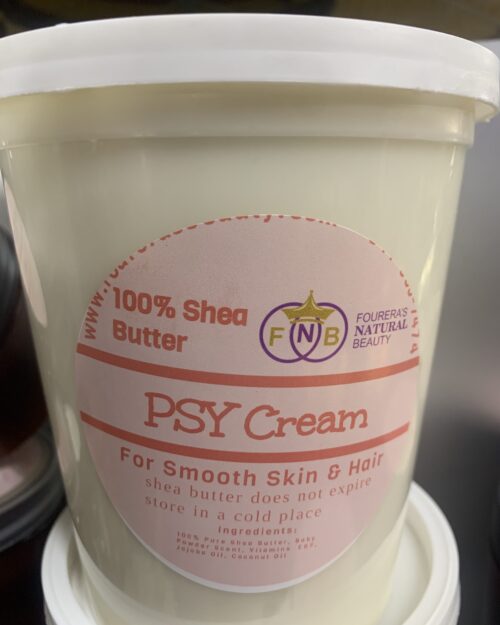 100% Shea
Butter
FNB
FOURERA'S
NATURAL
BEAUTY
PSY Cream
For Smooth Skin & Hair
shea butter does not expire
store in a cold place
Ingredients:
100% Pure Shea Butter, Baby
Powder Scent, Vitamins E&F,
Jojoba Oil, Coconut Oil